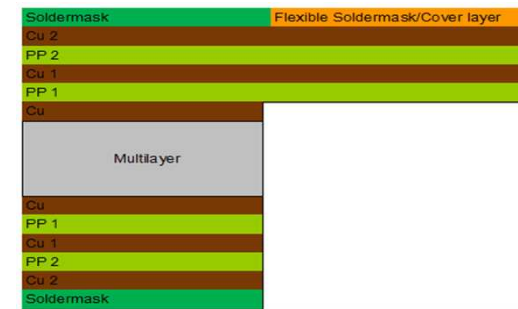 Soldermask Flexible Soldermask/Cover layer
Cu 2
PP 2
Cu 1
PP 1
Cu
Multilayer
Cu
PP 1
Cu 1
PP 2
Cu 2
Soldermask